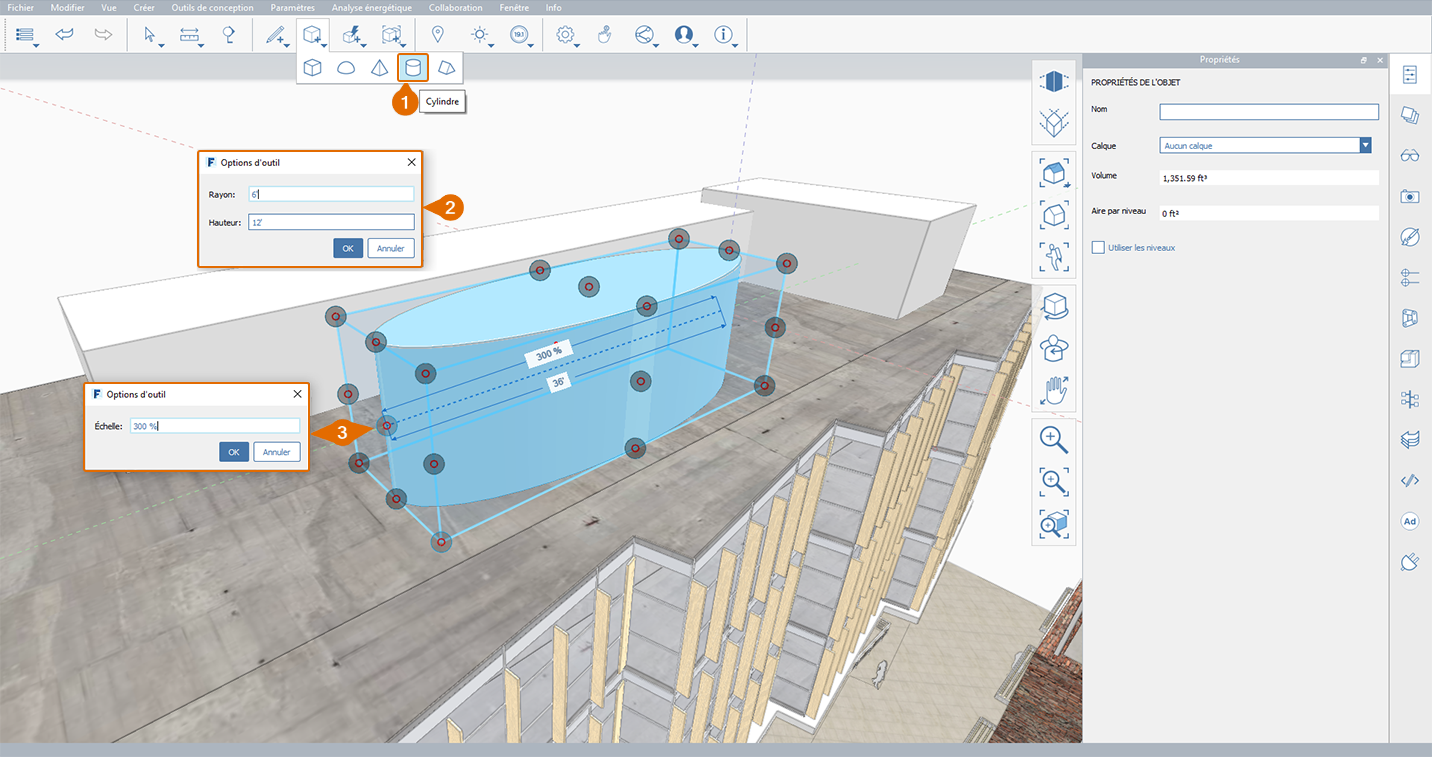 Fichier Modifier Vue Créer Outils de conception Paramètres Analyse énergétique Collaboration Fenêtre Info
19.1
Cylindre
1
Options d'outil
Rayon: 6'
Hauteur: 12'
OK Annuler
2
300 %
36'
Options d'outil
Échelle: 300 %
OK Annuler
3
Propriétés
PROPRIÉTÉS DE L'OBJET
Nom
Calque Aucun calque
Volume 1,351.59 ft³
Aire par niveau 0 ft²
Utiliser les niveaux
Ad